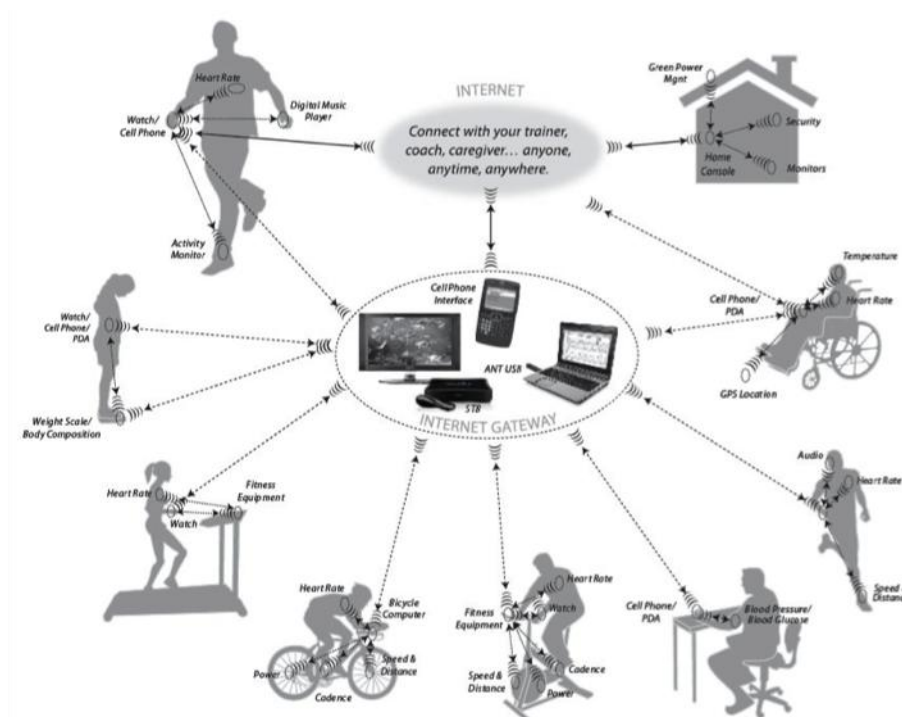 INTERNET
Connect with your trainer,
coach, caregiver... anyone,
anytime, anywhere.
Heart Rate
Digital Music
Player
Watch/
Cell Phone
Activity
Monitor
Green Power
Mgnt
Security
Home
Console
Monitors
Temperature
Cell Phone/
PDA
Heart Rate
GPS Location
Cell Phone
Interface
ANT USB
STB
INTERNET GATEWAY
Watch/
Cell Phone/
PDA
Weight Scale/
Body Composition
Heart Rate
Fitness
Equipment
Watch
Audio
Heart Rate
Speed &
Distance
Heart Rate
Bicycle
Computer
Power
Speed &
Distance
Cadence
Heart Rate
Fitness
Equipment
Watch
Speed &
Distance
Cadence
Power
Cell Phone/
PDA
Blood Pressure/
Blood Glucose